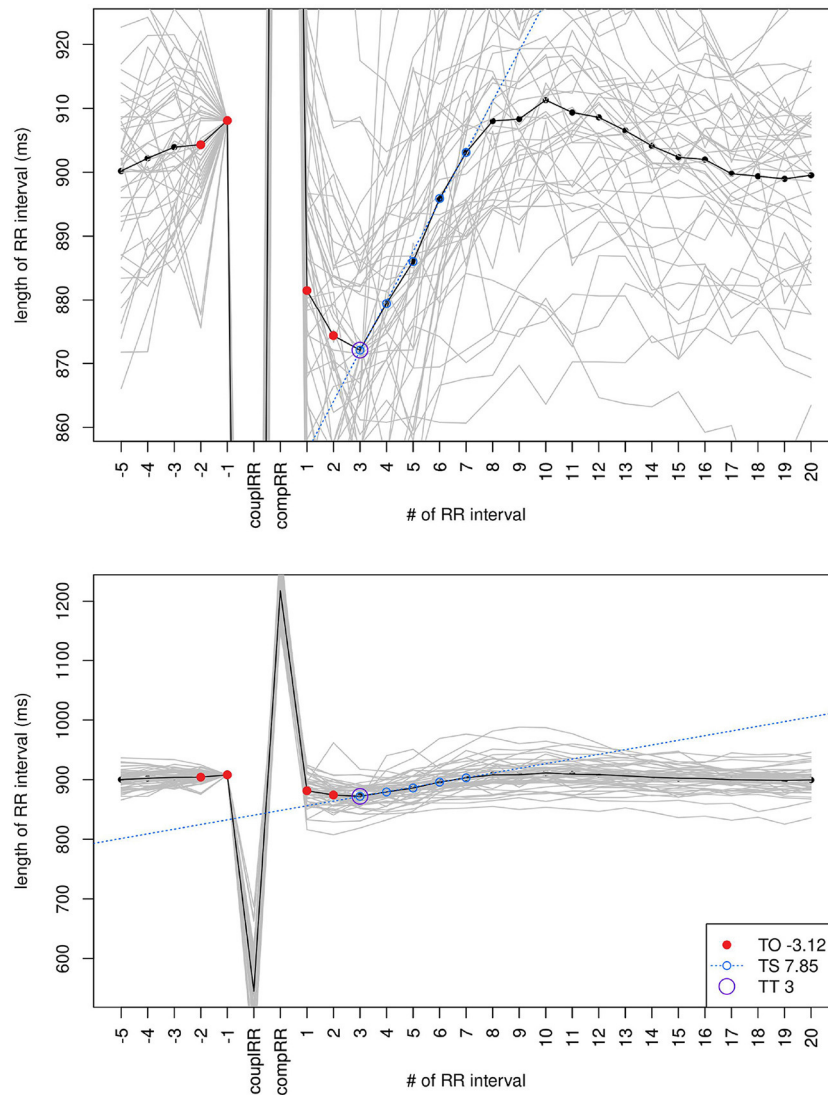 920
910
900
890
880
870
860
length of RR interval (ms)
-5 -4 -3 -2 -1 couplRR compRR 1 2 3 4 5 6 7 8 9 10 11 12 13 14 15 16 17 18 19 20
# of RR interval
1200
1100
1000
900
800
700
600
length of RR interval (ms)
TO -3.12
TS 7.85
TT 3
-5 -4 -3 -2 -1 couplRR compRR 1 2 3 4 5 6 7 8 9 10 11 12 13 14 15 16 17 18 19 20
# of RR interval